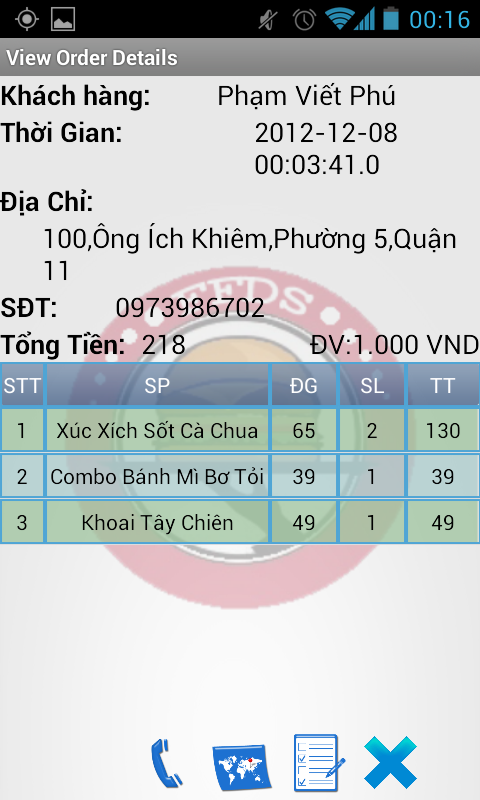 00:16
View Order Details
Khách hàng: Phạm Viết Phú
Thời Gian: 2012-12-08
00:03:41.0
Địa Chỉ:
100,Ông Ích Khiêm,Phường 5,Quận
11
SĐT: 0973986702
Tổng Tiền: 218 ĐV:1.000 VND
STT SP ĐG SL TT
1 Xúc Xích Sốt Cà Chua 65 2 130
2 Combo Bánh Mì Bơ Tỏi 39 1 39
3 Khoai Tây Chiên 49 1 49